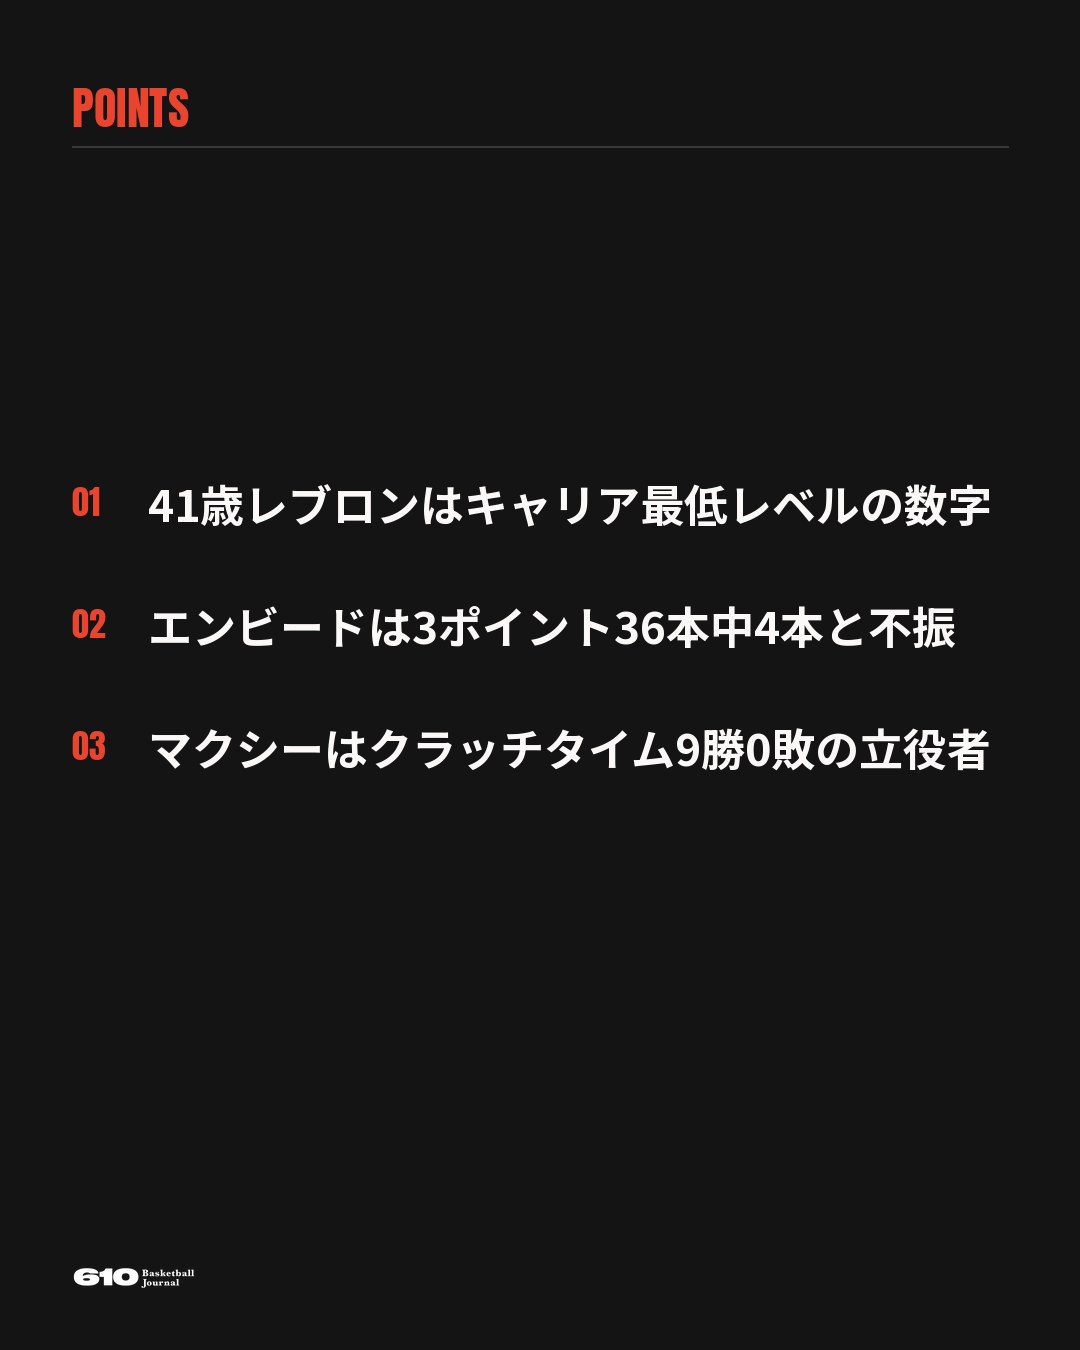 POINTS
01 41歳レブロンはキャリア最低レベルの数字
02 エンビードは3ポイント36本中4本と不振
03 マクシーはクラッチタイム9勝0敗の立役者
610 Basketball
Journal